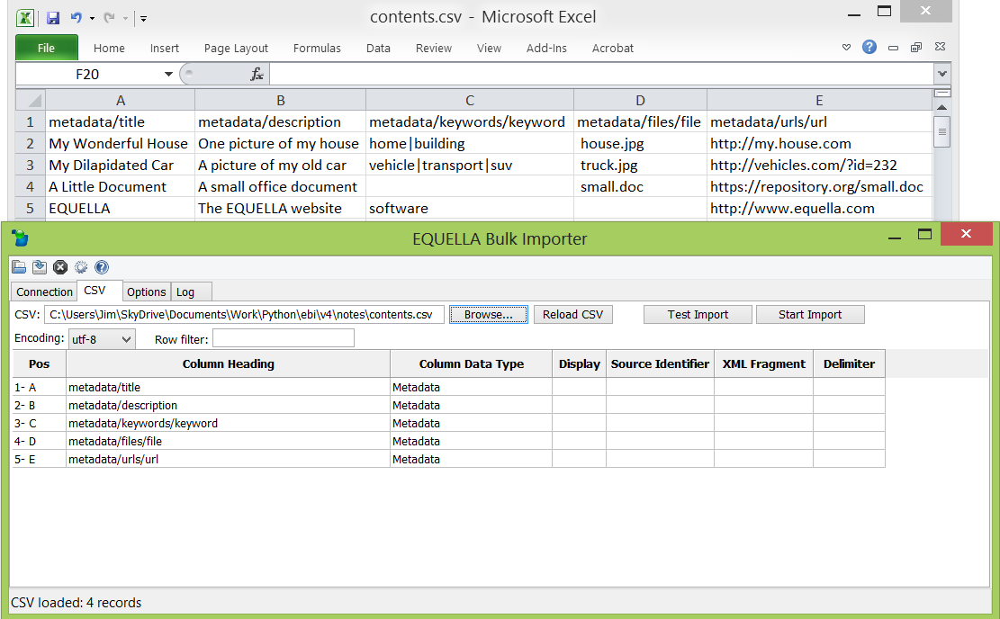 contents.csv - Microsoft Excel
File Home Insert Page Layout Formulas Data Review View Add-Ins Acrobat
F20 fx
A B C D E
1 metadata/title metadata/description metadata/keywords/keyword metadata/files/file metadata/urls/url
2 My Wonderful House One picture of my house home|building house.jpg http://my.house.com
3 My Dilapidated Car A picture of my old car vehicle|transport|suv truck.jpg http://vehicles.com/?id=232
4 A Little Document A small office document small.doc https://repository.org/small.doc
5 EQUELLA The EQUELLA website software http://www.equella.com
EQUELLA Bulk Importer
Connection CSV Options Log
CSV: C:\Users\Jim\SkyDrive\Documents\Work\Python\ebi\v4\notes\contents.csv Browse... Reload CSV Test Import Start Import
Encoding: utf-8 Row filter:
Pos Column Heading Column Data Type Display Source Identifier XML Fragment Delimiter
1- A metadata/title Metadata
2- B metadata/description Metadata
3- C metadata/keywords/keyword Metadata
4- D metadata/files/file Metadata
5- E metadata/urls/url Metadata
CSV loaded: 4 records